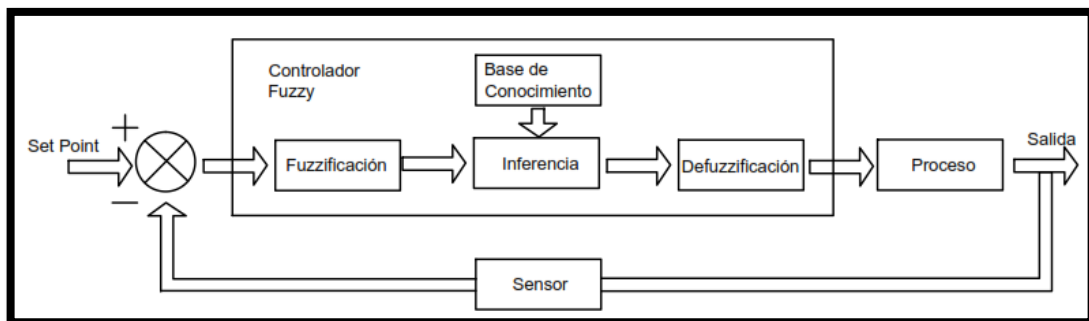 Controlador
Fuzzy
Base de
Conocimiento
+
Set Point
−
Fuzzificación
Inferencia
Defuzzificación
Proceso
Salida
Sensor